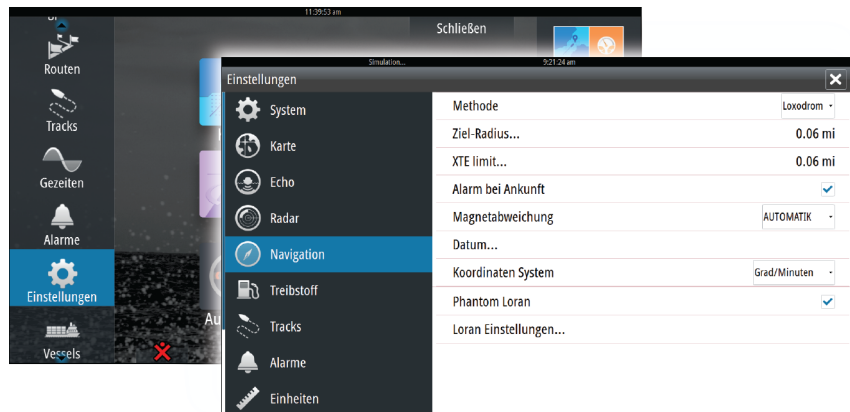 11:39:53 am
Schließen
Routen
Tracks
Gezeiten
Alarme
Einstellungen
Vessels
Au
Simulation...
9:21:24 am
Einstellungen
System
Karte
Echo
Radar
Navigation
Treibstoff
Tracks
Alarme
Einheiten
Methode Loxodrom
Ziel-Radius... 0.06 mi
XTE limit... 0.06 mi
Alarm bei Ankunft
Magnetabweichung AUTOMATIK
Datum...
Koordinaten System Grad/Minuten
Phantom Loran
Loran Einstellungen...